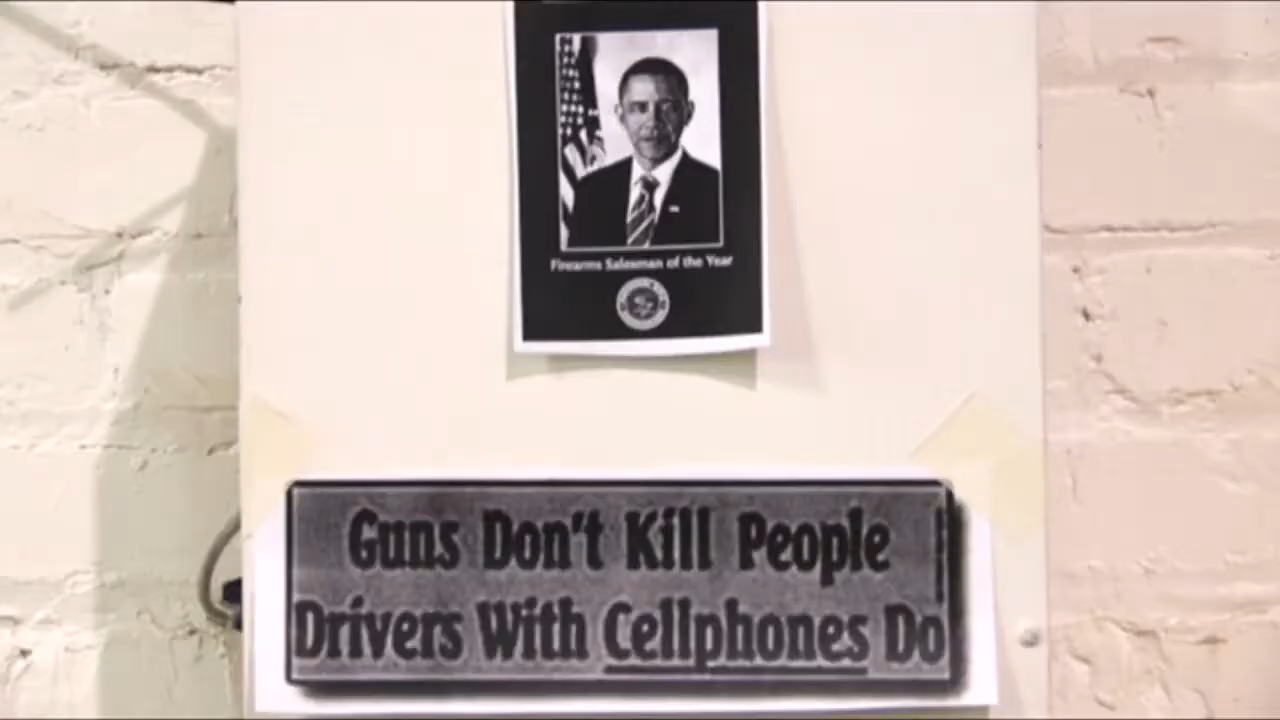 Firearms Salesman of the Year
Guns Don't Kill People
Drivers With Cellphones Do